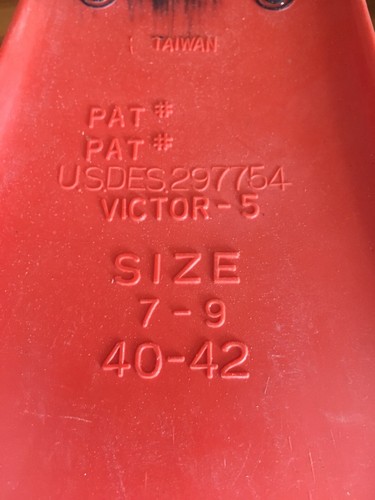 TAIWAN
PAT #
PAT #
U.S.DES.297754
VICTOR-5
SIZE
7-9
40-42